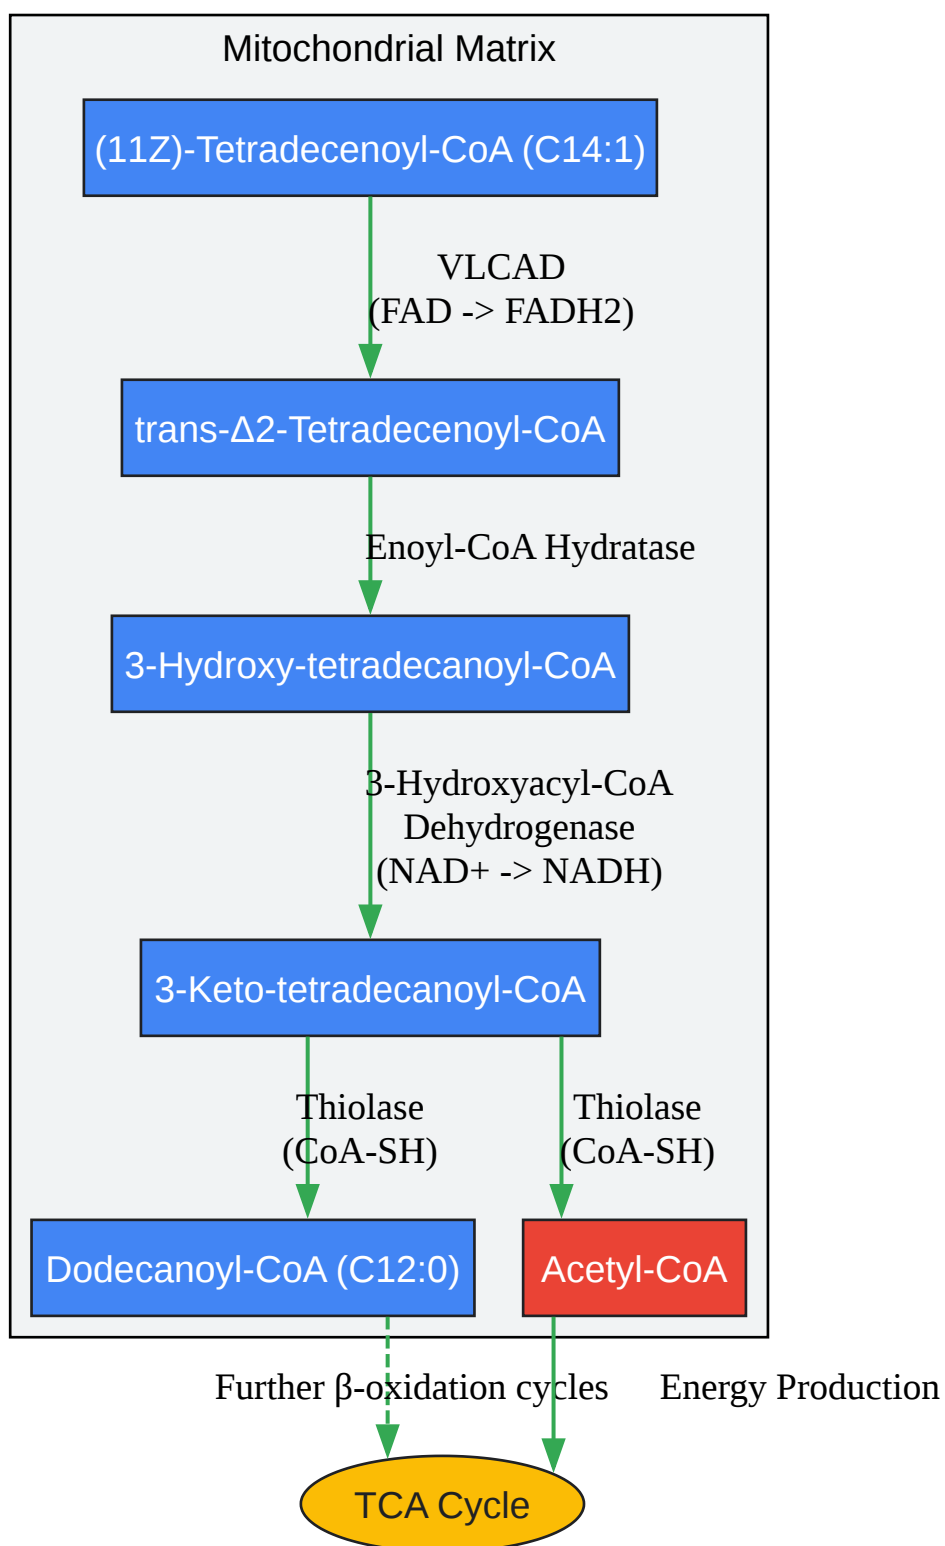 Mitochondrial Matrix
(11Z)-Tetradecenoyl-CoA (C14:1)
VLCAD
(FAD -> FADH2)
trans-Δ2-Tetradecenoyl-CoA
Enoyl-CoA Hydratase
3-Hydroxy-tetradecanoyl-CoA
3-Hydroxyacyl-CoA
Dehydrogenase
(NAD+ -> NADH)
3-Keto-tetradecanoyl-CoA
Thiolase
(CoA-SH)
Thiolase
(CoA-SH)
Dodecanoyl-CoA (C12:0)
Acetyl-CoA
Further β-oxidation cycles
Energy Production
TCA Cycle